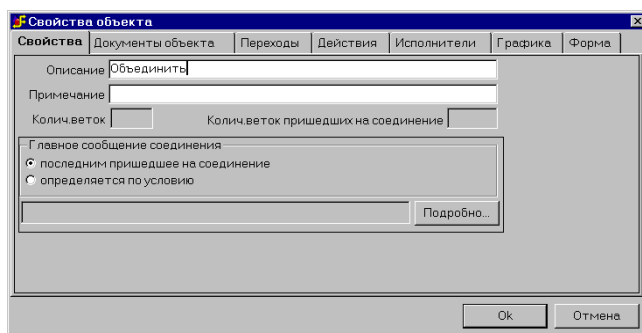 Свойства объекта
Свойства Документы объекта Переходы Действия Исполнители Графика Форма
Описание Объединить
Примечание
Колич.веток Колич.веток пришедших на соединение
Главное сообщение соединения
последним пришедшее на соединение
определяется по условию
Подробно...
Ok Отмена